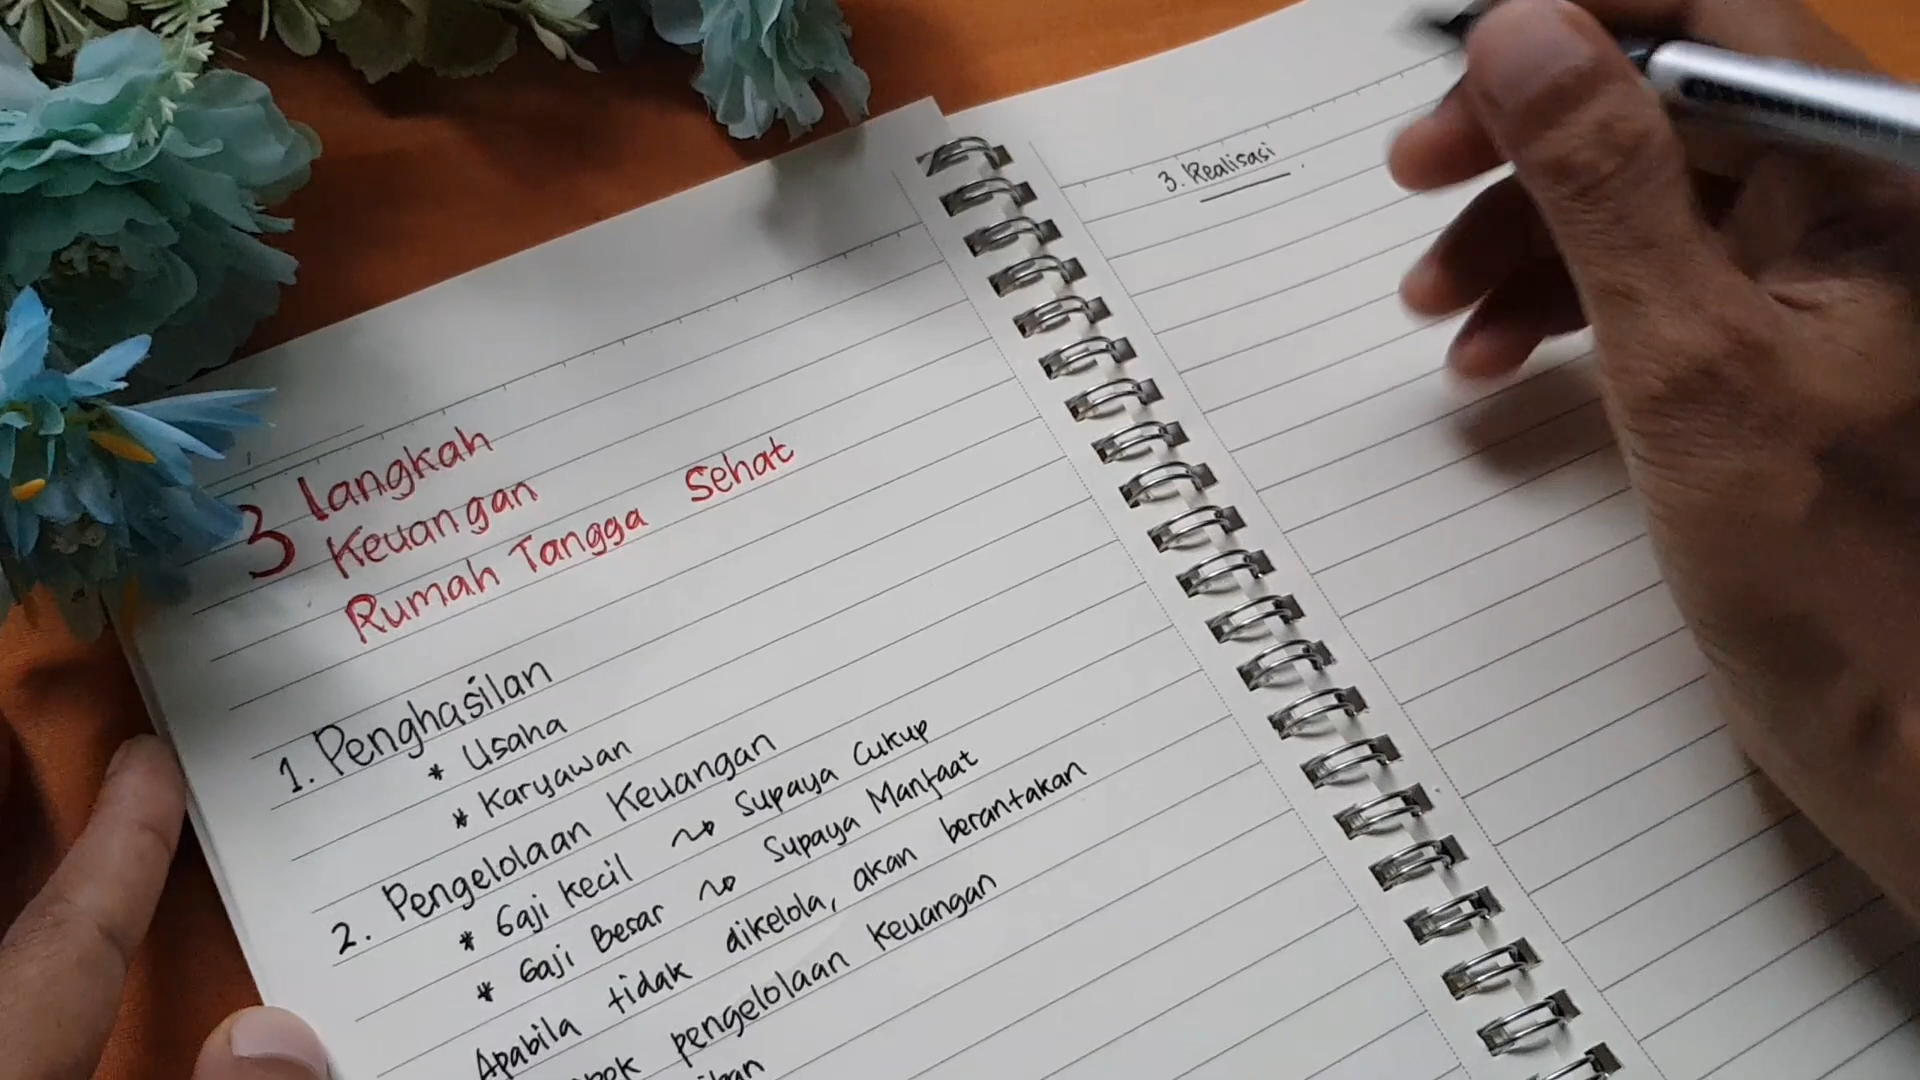 3 langkah
Keuangan
Rumah Tangga Sehat
1. Penghasilan
* Usaha
* Karyawan
2. Pengelolaan Keuangan
* Gaji kecil ~> Supaya Cukup
* Gaji Besar ~> Supaya Manfaat
Apabila tidak dikelola, akan berantakan
pengelolaan keuangan
3. Realisasi